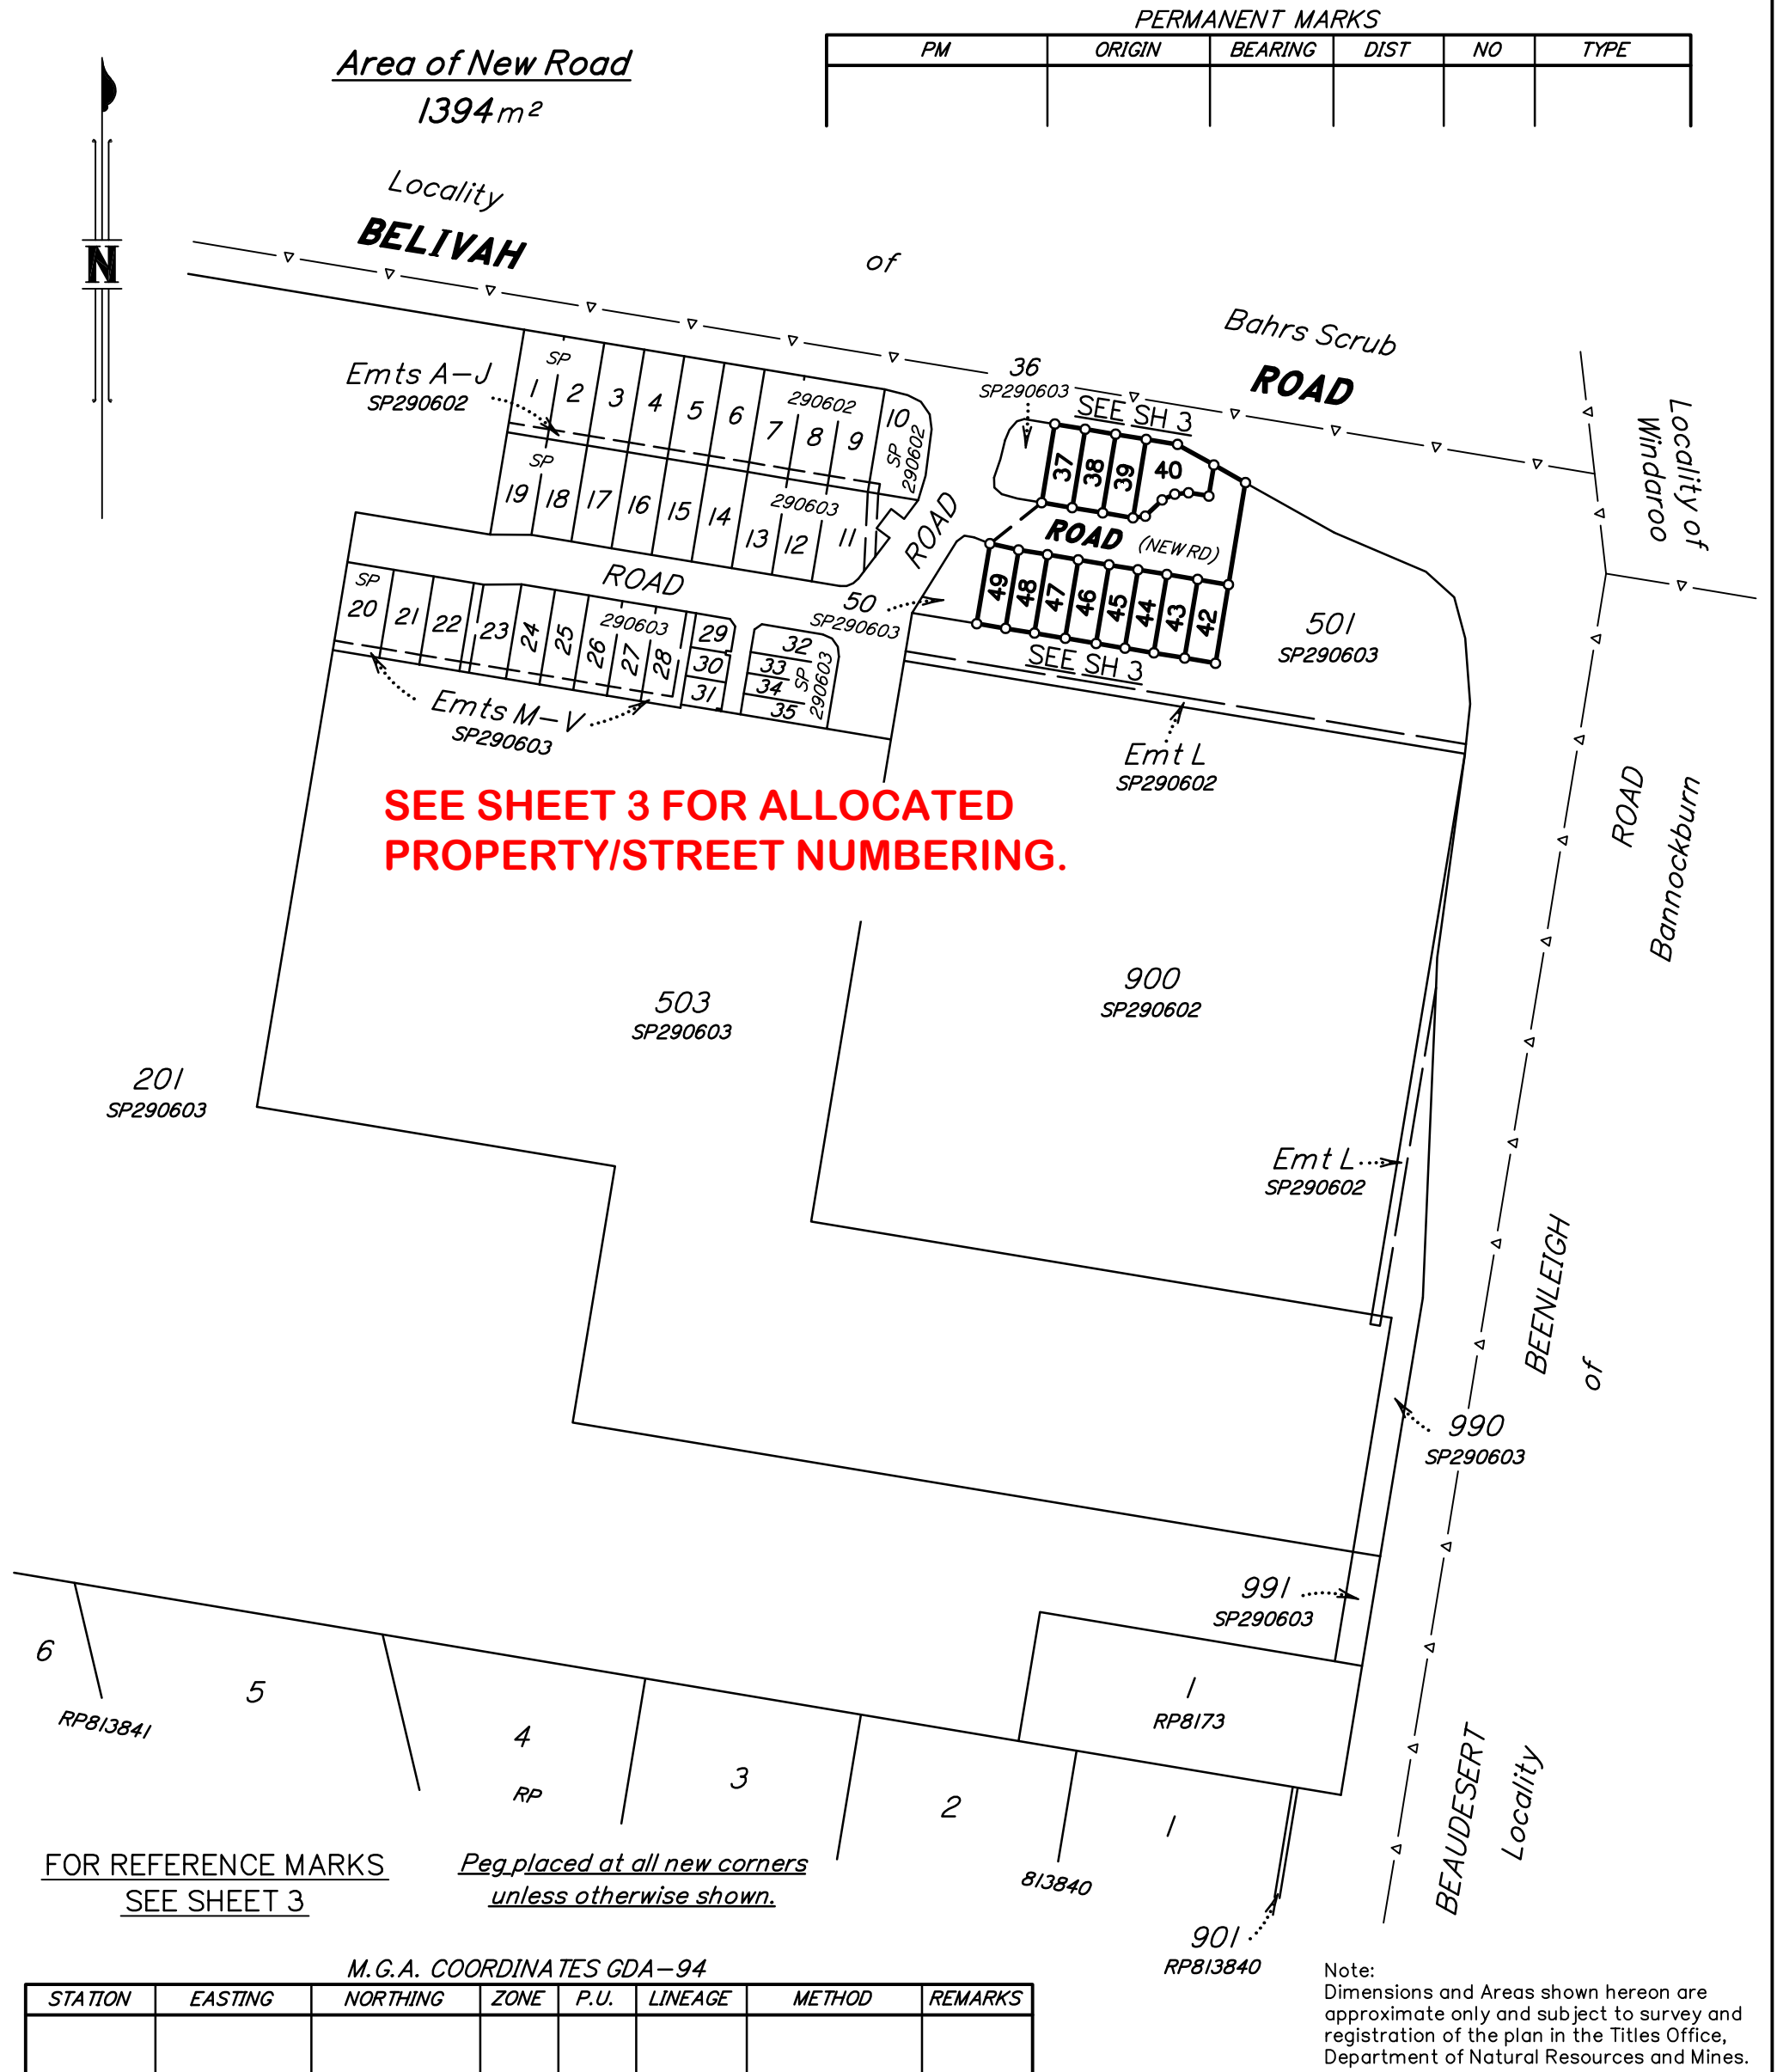 PERMANENT MARKS
PM ORIGIN BEARING DIST NO TYPE
Area of New Road
1394m²
N
Locality
BELIVAH
of
Bahrs Scrub
ROAD
Locality of
Windaroo
36
SP290603
SEE SH 3
Emts A-J
SP290602
SP
1 2 3 4 5 6 7 8 9 10
290602
SP
290602
SP
19 18 17 16 15 14 13 12 11
290603
ROAD
37 38 39 40
ROAD (NEW RD)
49 48 47 46 45 44 43 42
SEE SH 3
50
SP290603
501
SP290603
ROAD
SP
20 21 22 23 24 25 26 27 28
290603
29
30
31
32
33
34
35
SP
290603
Emts M-V
SP290603
Emt L
SP290602
ROAD
Bannockburn
SEE SHEET 3 FOR ALLOCATED
PROPERTY/STREET NUMBERING.
503
SP290603
900
SP290602
201
SP290603
Emt L
SP290602
BEENLEIGH
of
990
SP290603
991
SP290603
6
RP813841
5
4
RP
3
2
1
813840
1
RP8173
BEAUDESERT
Locality
901
RP813840
FOR REFERENCE MARKS
SEE SHEET 3
Peg placed at all new corners
unless otherwise shown.
M.G.A. COORDINATES GDA-94
STATION EASTING NORTHING ZONE P.U. LINEAGE METHOD REMARKS
Note:
Dimensions and Areas shown hereon are
approximate only and subject to survey and
registration of the plan in the Titles Office,
Department of Natural Resources and Mines.